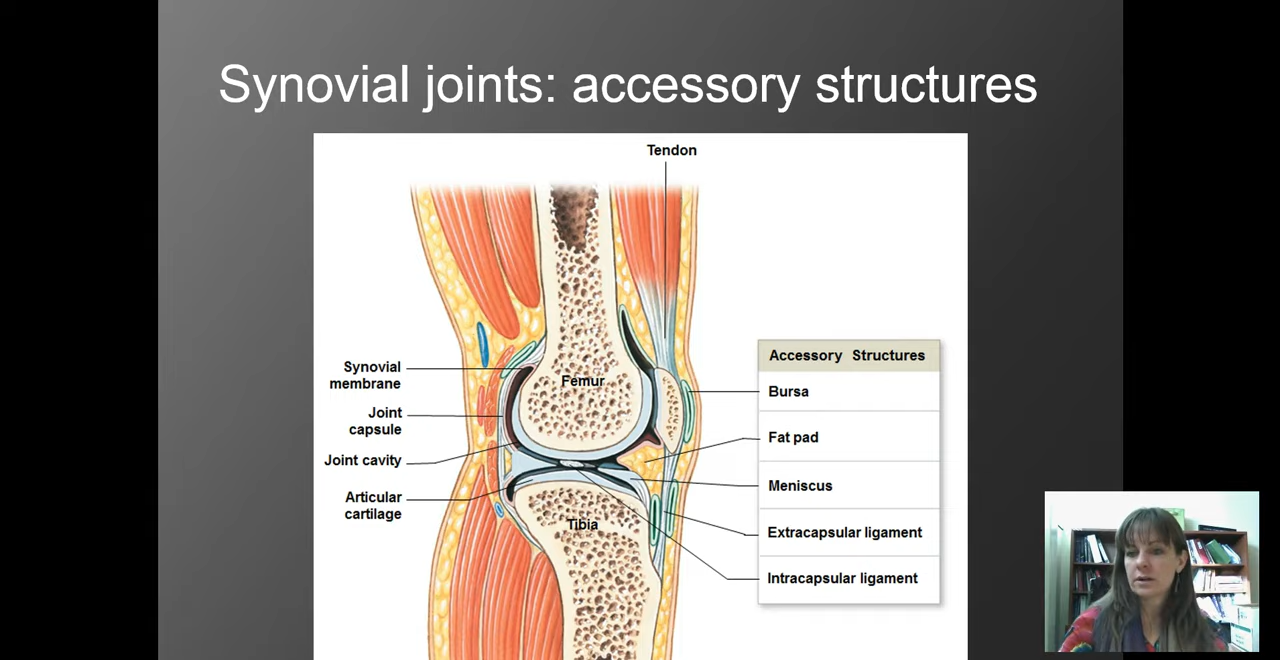 Synovial joints: accessory structures
Tendon
Synovial
membrane
Joint
capsule
Joint cavity
Articular
cartilage
Femur
Tibia
Accessory Structures
Bursa
Fat pad
Meniscus
Extracapsular ligament
Intracapsular ligament